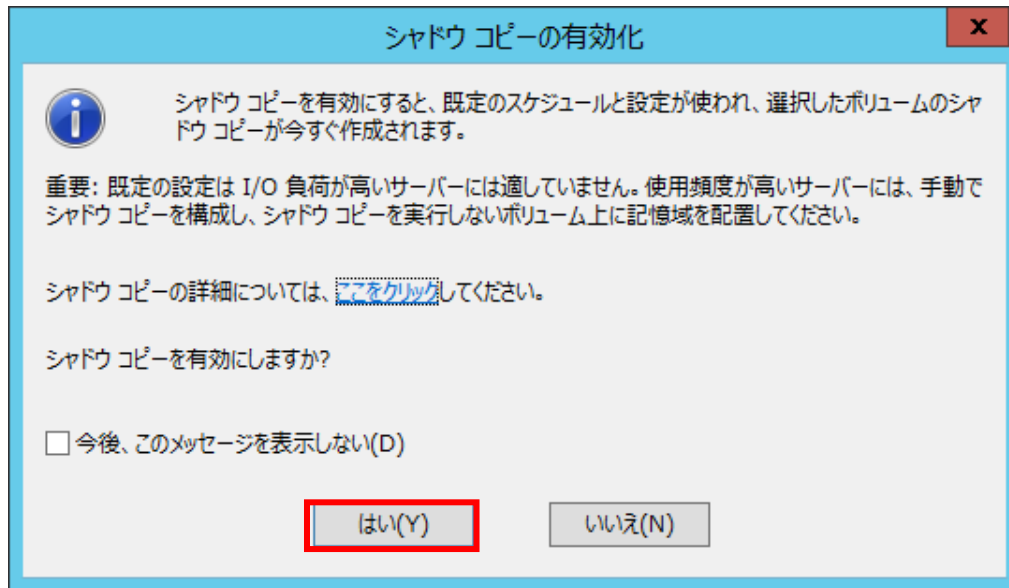 シャドウ コピーの有効化
x
シャドウ コピーを有効にすると、既定のスケジュールと設定が使われ、選択したボリュームのシャ
ドウ コピーが今すぐ作成されます。
重要: 既定の設定は I/O 負荷が高いサーバーには適していません。使用頻度が高いサーバーには、手動で
シャドウ コピーを構成し、シャドウ コピーを実行しないボリューム上に記憶域を配置してください。
シャドウ コピーの詳細については、ここをクリックしてください。
シャドウ コピーを有効にしますか?
今後、このメッセージを表示しない(D)
はい(Y)
いいえ(N)